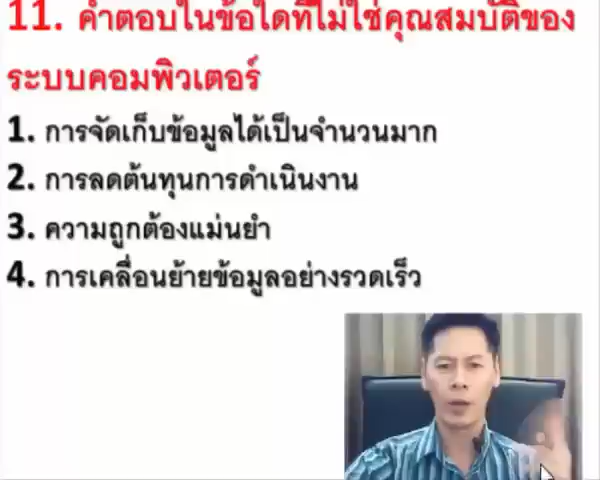 11. คำตอบในข้อใดที่ไม่ใช่คุณสมบัติของ
ระบบคอมพิวเตอร์
1. การจัดเก็บข้อมูลได้เป็นจำนวนมาก
2. การลดต้นทุนการดำเนินงาน
3. ความถูกต้องแม่นยำ
4. การเคลื่อนย้ายข้อมูลอย่างรวดเร็ว